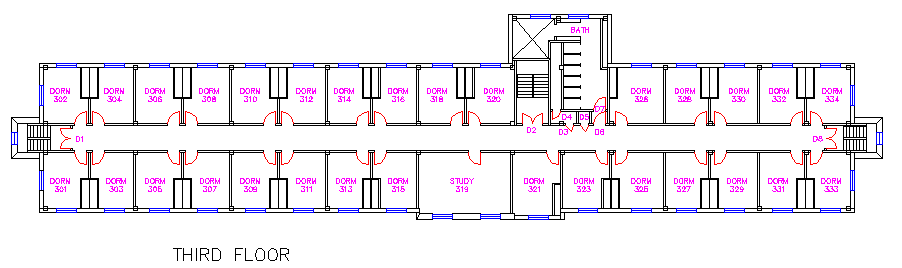 BATH
DORM 302
DORM 304
DORM 306
DORM 308
DORM 310
DORM 312
DORM 314
DORM 316
DORM 318
DORM 320
DORM 326
DORM 328
DORM 330
DORM 332
DORM 334
D1
D2
D3
D4
D5
D6
D7
D8
DORM 301
DORM 303
DORM 305
DORM 307
DORM 309
DORM 311
DORM 313
DORM 315
STUDY 319
DORM 321
DORM 323
DORM 325
DORM 327
DORM 329
DORM 331
DORM 333
THIRD FLOOR